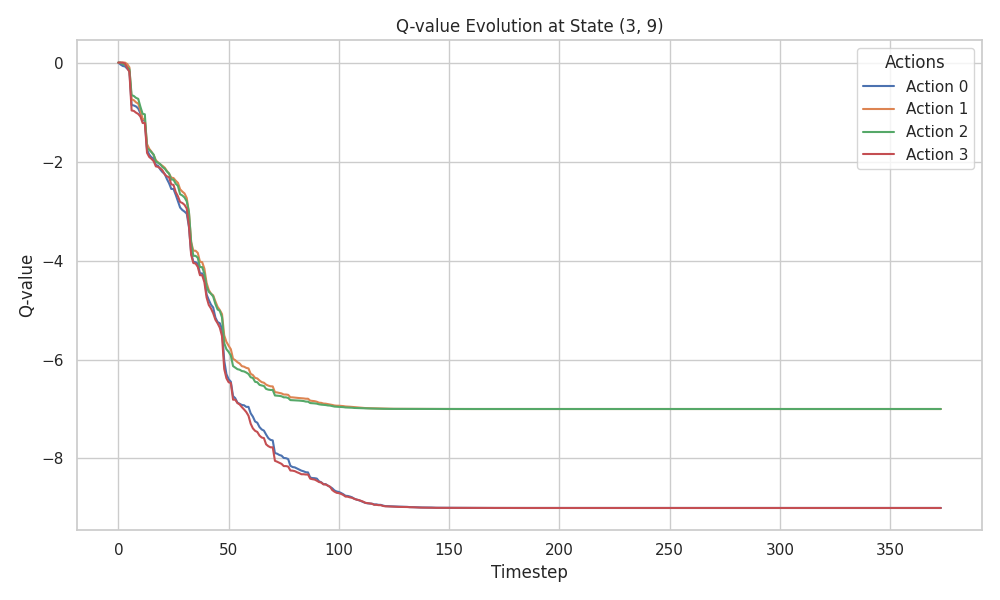 Q-value Evolution at State (3, 9)
Actions
Action 0
Action 1
Action 2
Action 3
Q-value
0
−2
−4
−6
−8
0 50 100 150 200 250 300 350
Timestep